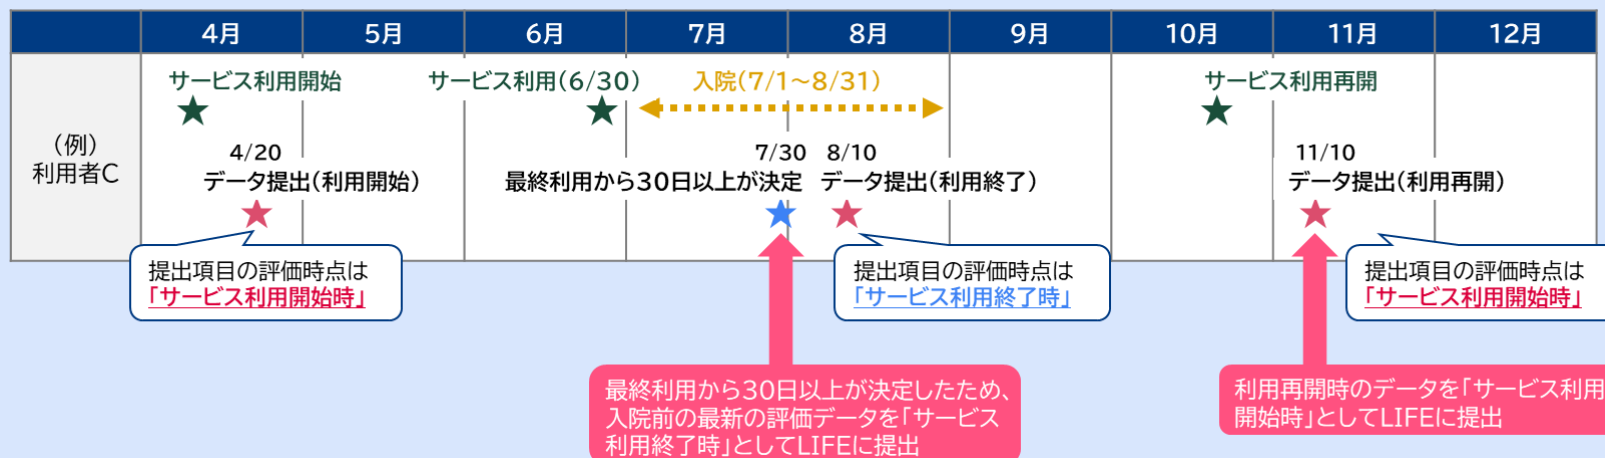 4月 5月 6月 7月 8月 9月 10月 11月 12月
(例)
利用者C
サービス利用開始
サービス利用(6/30)
入院(7/1～8/31)
サービス利用再開
4/20
データ提出(利用開始)
7/30
最終利用から30日以上が決定
8/10
データ提出(利用終了)
11/10
データ提出(利用再開)
提出項目の評価時点は
「サービス利用開始時」
提出項目の評価時点は
「サービス利用終了時」
提出項目の評価時点は
「サービス利用開始時」
最終利用から30日以上が決定したため、
入院前の最新の評価データを「サービス
利用終了時」としてLIFEに提出
利用再開時のデータを「サービス利用
開始時」としてLIFEに提出